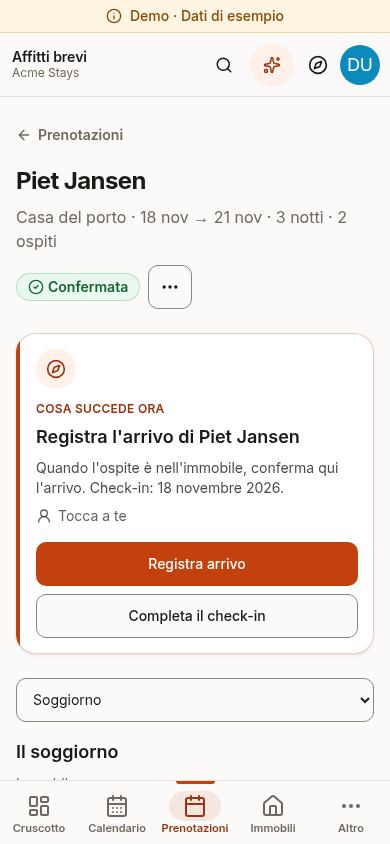 Demo · Dati di esempio
Affitti brevi
Acme Stays
DU
Prenotazioni
Piet Jansen
Casa del porto · 18 nov → 21 nov · 3 notti · 2
ospiti
Confermata
COSA SUCCEDE ORA
Registra l'arrivo di Piet Jansen
Quando l'ospite è nell'immobile, conferma qui
l'arrivo. Check-in: 18 novembre 2026.
Tocca a te
Registra arrivo
Completa il check-in
Soggiorno
Il soggiorno
Cruscotto
Calendario
Prenotazioni
Immobili
Altro